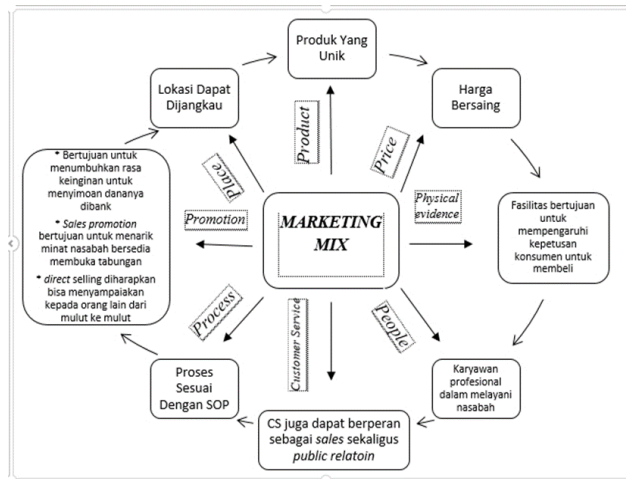 Produk Yang
Unik
Lokasi Dapat
Dijangkau
Harga
Bersaing
Product
Price
Place
* Bertujuan untuk
menumbuhkan rasa
keinginan untuk
menyimoan dananya
dibank
* Sales promotion
bertujuan untuk menarik
minat nasabah bersedia
membuka tabungan
* direct selling diharapkan
bisa menyampaiakan
kepada orang lain dari
mulut ke mulut
Promotion
MARKETING
MIX
Physical
evidence
Fasilitas bertujuan
untuk
mempengaruhi
kepetusan
konsumen untuk
membeli
Process
Customer Service
People
Proses
Sesuai
Dengan SOP
Karyawan
profesional
dalam melayani
nasabah
CS juga dapat berperan
sebagai sales sekaligus
public relatoin